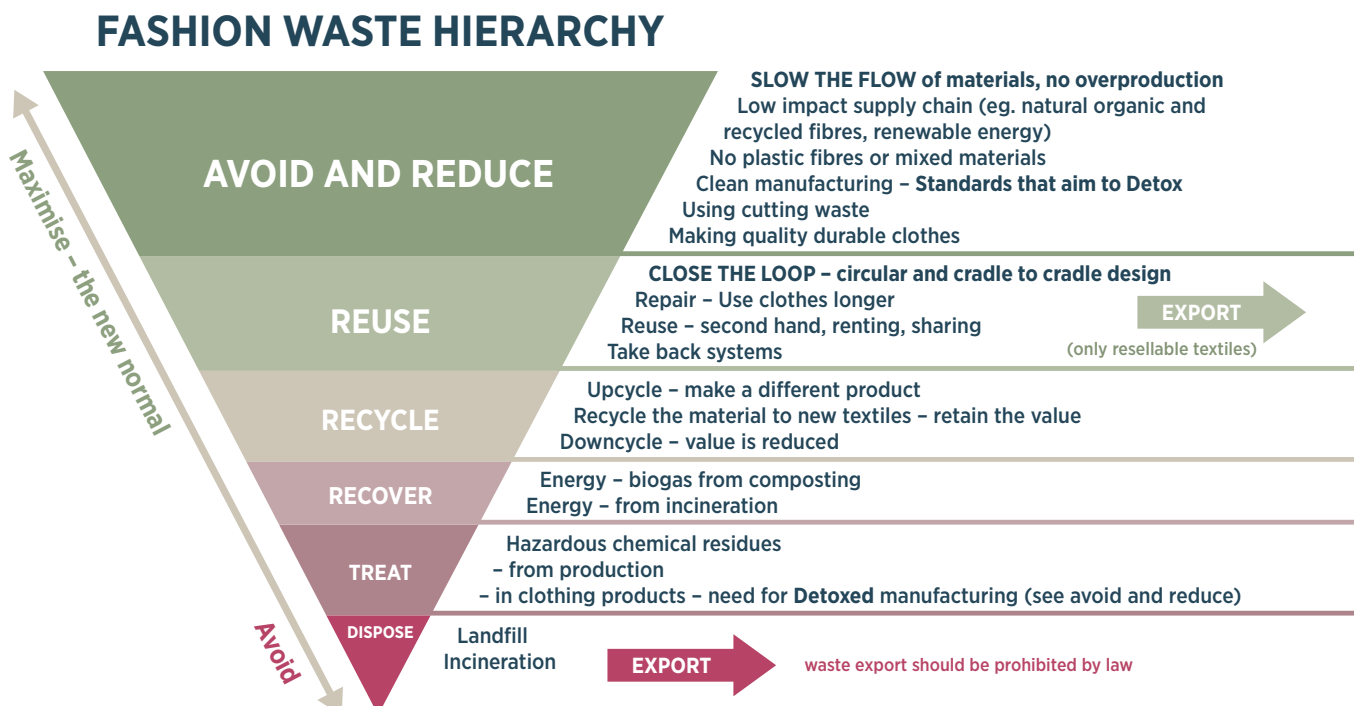 FASHION WASTE HIERARCHY
Maximise – the new normal
Avoid
AVOID AND REDUCE
SLOW THE FLOW of materials, no overproduction
Low impact supply chain (eg. natural organic and
recycled fibres, renewable energy)
No plastic fibres or mixed materials
Clean manufacturing – Standards that aim to Detox
Using cutting waste
Making quality durable clothes
REUSE
CLOSE THE LOOP – circular and cradle to cradle design
Repair – Use clothes longer
Reuse – second hand, renting, sharing
Take back systems
EXPORT
(only resellable textiles)
RECYCLE
Upcycle – make a different product
Recycle the material to new textiles – retain the value
Downcycle – value is reduced
RECOVER
Energy – biogas from composting
Energy – from incineration
TREAT
Hazardous chemical residues
– from production
– in clothing products – need for Detoxed manufacturing (see avoid and reduce)
DISPOSE
Landfill
Incineration
EXPORT
waste export should be prohibited by law